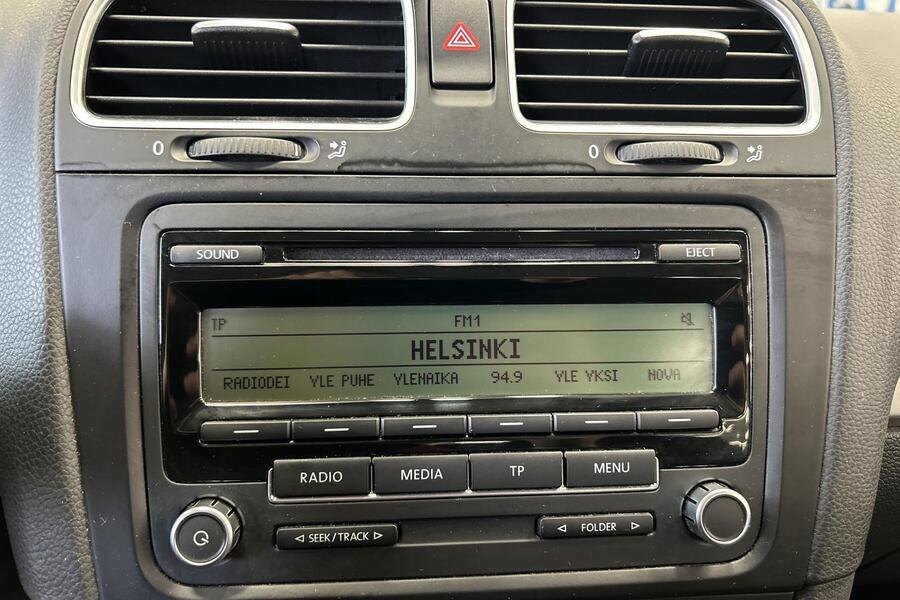 0 0
SOUND EJECT
TP FM1
HELSINKI
RADIODEI YLE PUHE YLENAIKA 94.9 YLE YKSI NOVA
RADIO MEDIA TP MENU
SEEK/TRACK FOLDER